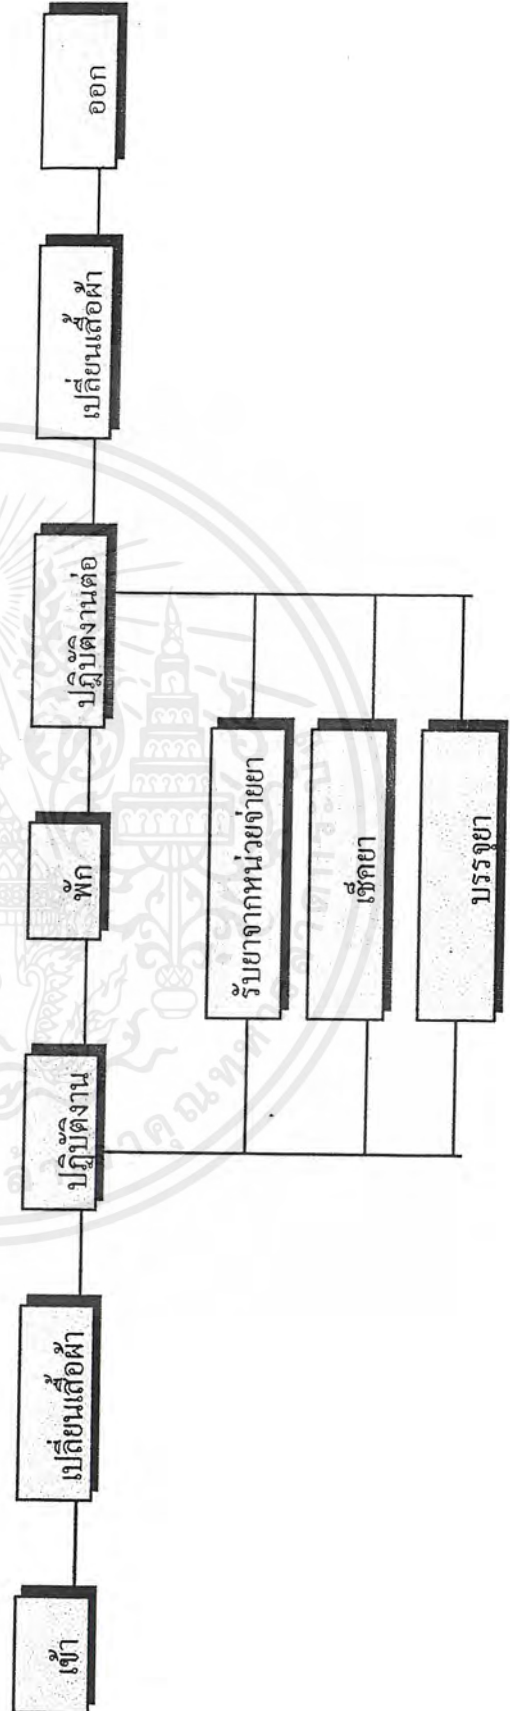 เข้า
เปลี่ยนเสื้อผ้า
ปฏิบัติงาน
พัก
ปฏิบัติงานต่อ
เปลี่ยนเสื้อผ้า
ออก
รับยาจากหน่วยจ่ายยา
เช็คยา
บรรจุยา